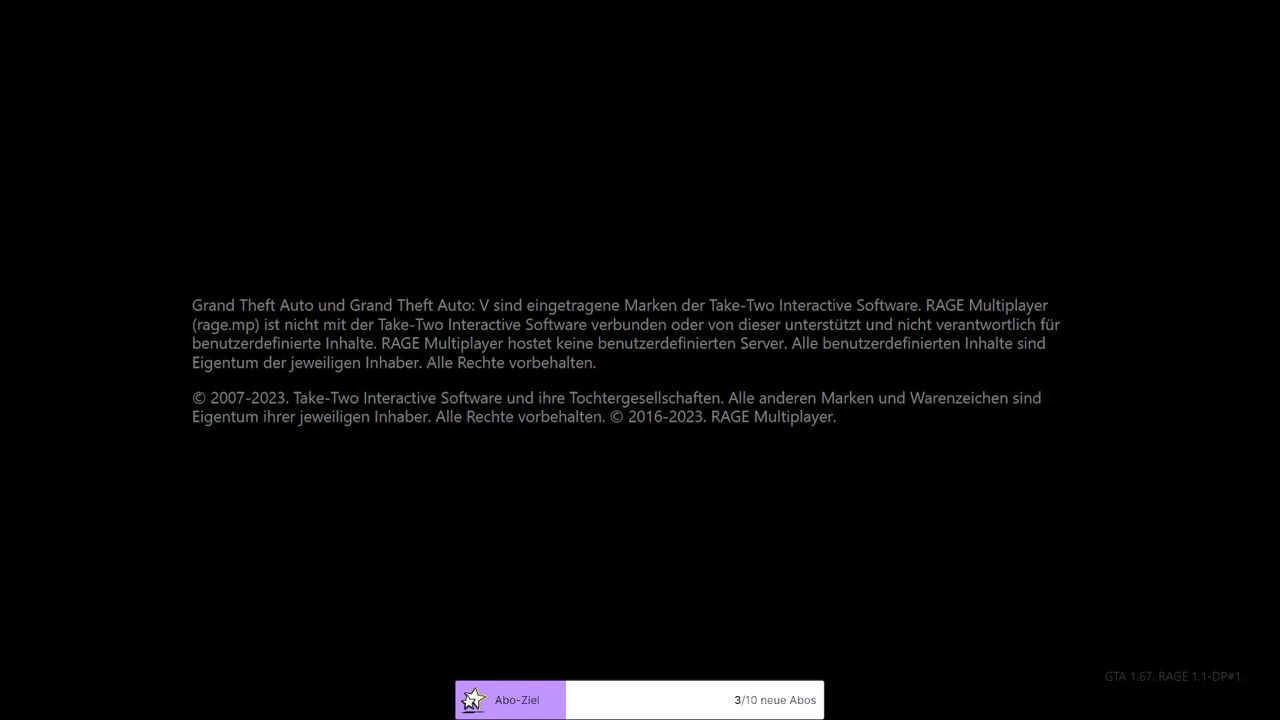 Grand Theft Auto und Grand Theft Auto: V sind eingetragene Marken der Take-Two Interactive Software. RAGE Multiplayer
(rage.mp) ist nicht mit der Take-Two Interactive Software verbunden oder von dieser unterstützt und nicht verantwortlich für
benutzerdefinierte Inhalte. RAGE Multiplayer hostet keine benutzerdefinierten Server. Alle benutzerdefinierten Inhalte sind
Eigentum der jeweiligen Inhaber. Alle Rechte vorbehalten.
© 2007-2023. Take-Two Interactive Software und ihre Tochtergesellschaften. Alle anderen Marken und Warenzeichen sind
Eigentum ihrer jeweiligen Inhaber. Alle Rechte vorbehalten. © 2016-2023. RAGE Multiplayer.
GTA 1.67. RAGE 1.1-DP#1.
Abo-Ziel 3/10 neue Abos